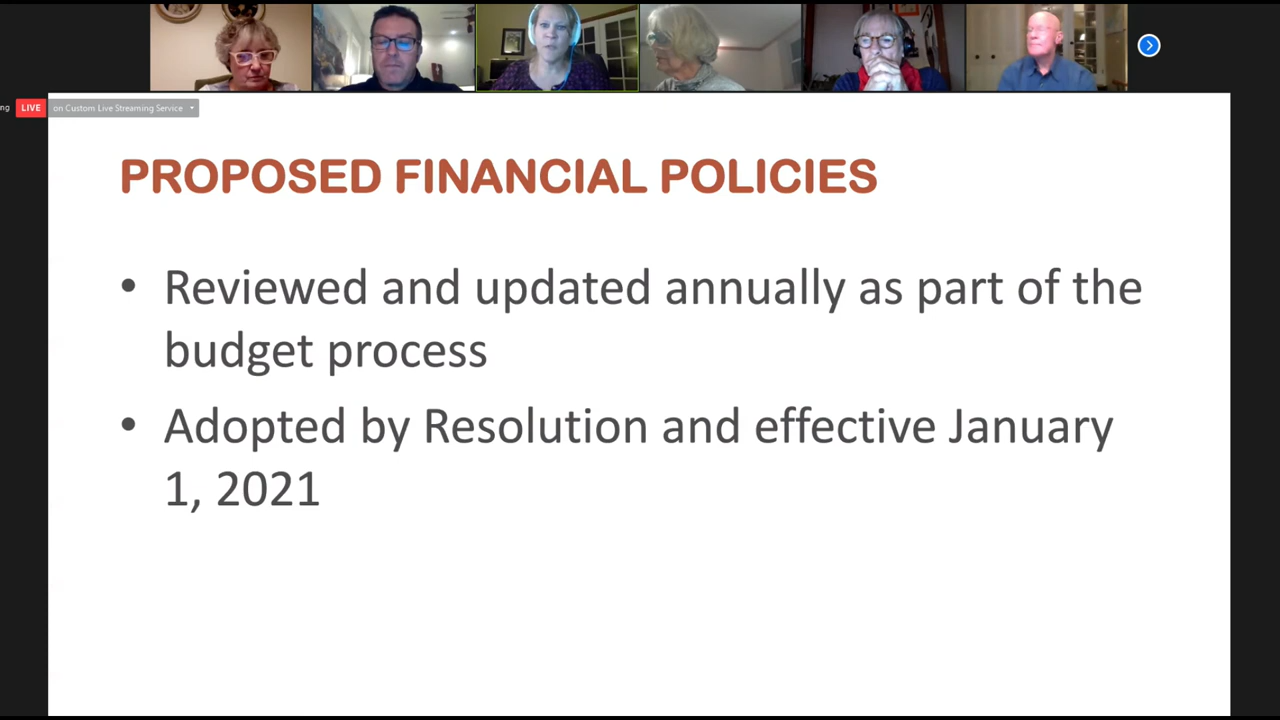 ng LIVE on Custom Live Streaming Service
PROPOSED FINANCIAL POLICIES
• Reviewed and updated annually as part of the
budget process
• Adopted by Resolution and effective January
1, 2021